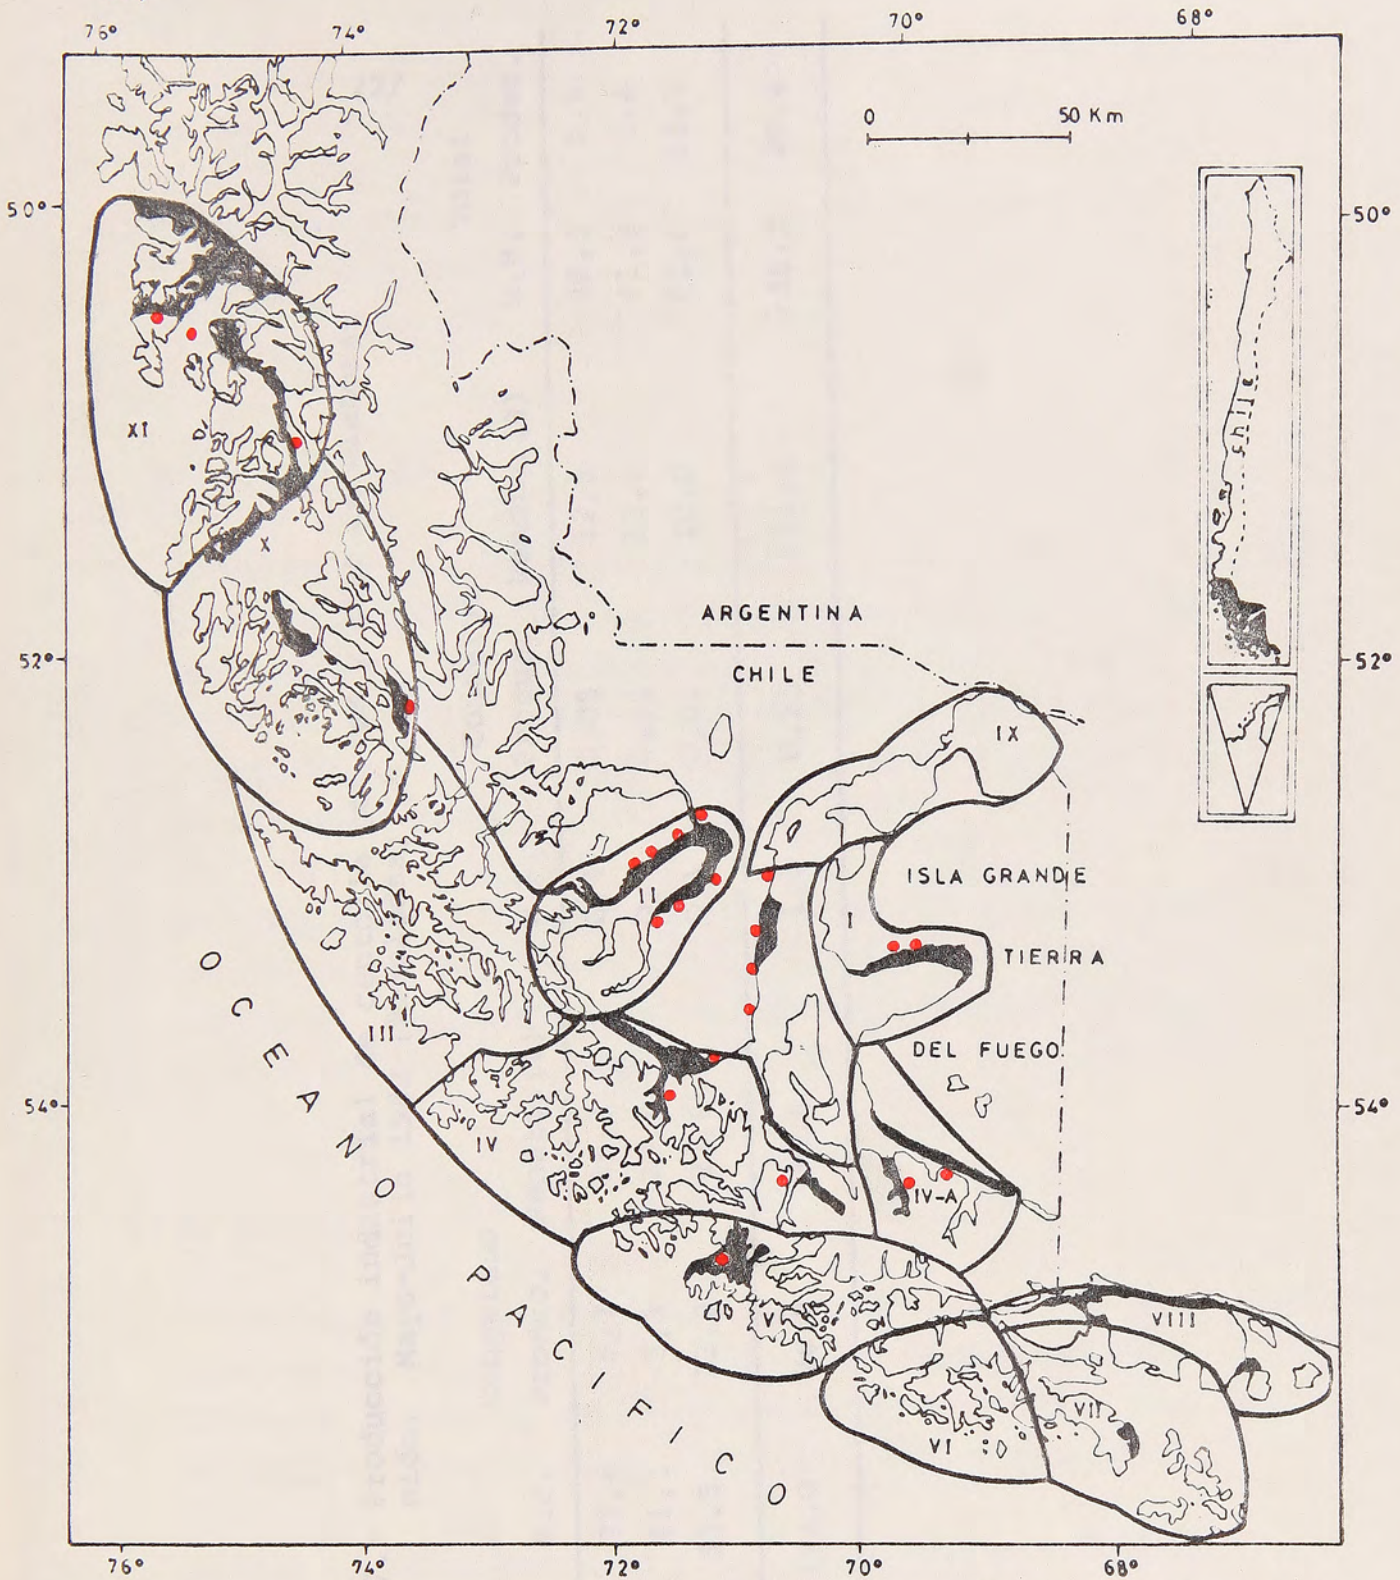 76° 74° 72° 70° 68°
0 50 Km
50° 50°
chile
XI
X
ARGENTINA
52° 52°
CHILE
IX
ISLA GRANDE
II
I
TIERRA
OCEANO
III
DEL FUEGO
54° 54°
IV
IV-A
PACIFICO
V
VIII
VII
VI
76° 74° 72° 70° 68°